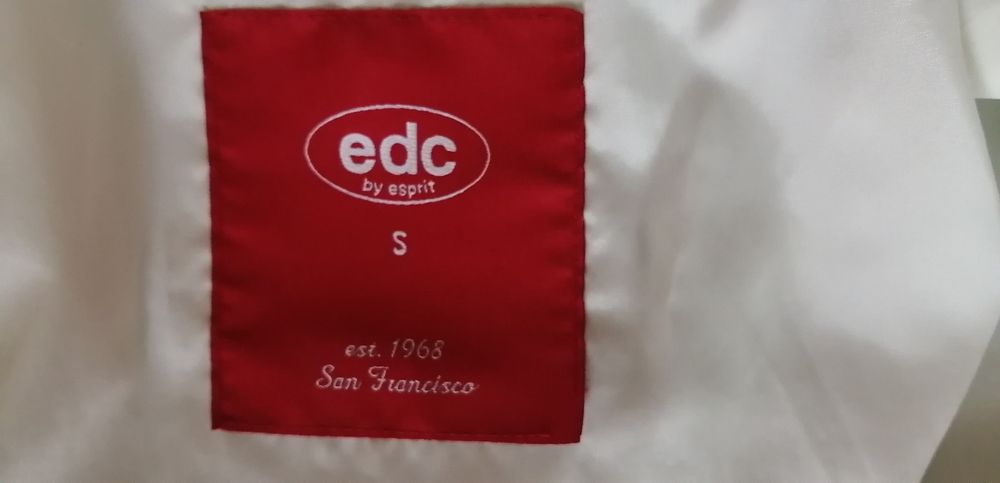 edc
by esprit
S
est. 1968
San Francisco